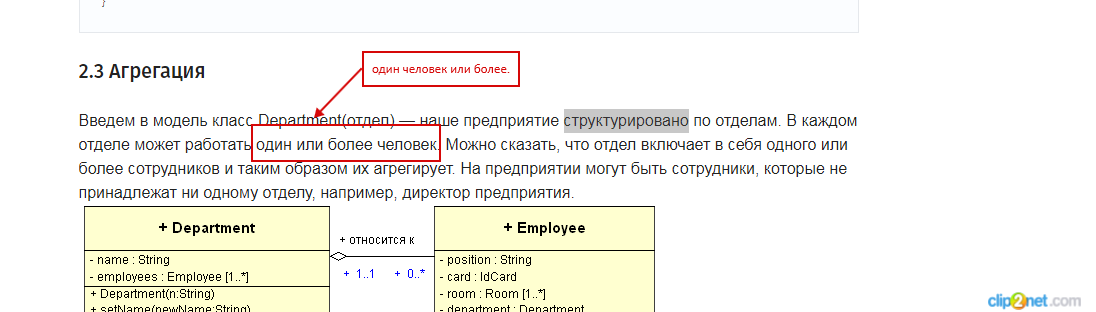 }
2.3 Агрегация
один человек или более.
Введем в модель класс Department(отдел) — наше предприятие структурировано по отделам. В каждом
отделе может работать один или более человек. Можно сказать, что отдел включает в себя одного или
более сотрудников и таким образом их агрегирует. На предприятии могут быть сотрудники, которые не
принадлежат ни одному отделу, например, директор предприятия.
+ Department
- name : String
- employees : Employee [1..*]
+ Department(n:String)
+ setName(newName:String)
+ относится к
+ 1..1 + 0..*
+ Employee
- position : String
- card : IdCard
- room : Room [1..*]
- department : Department
clip2net.com